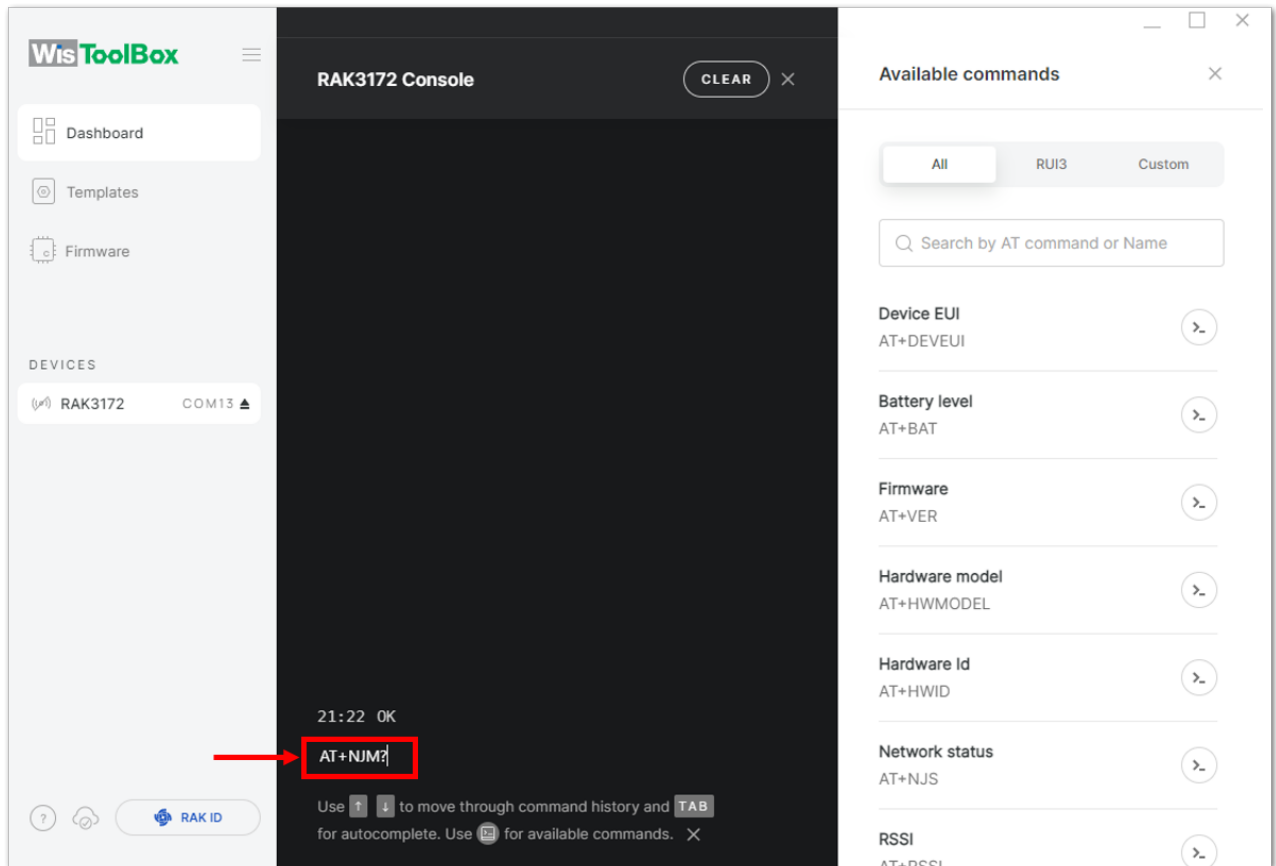 WisToolBox
Dashboard
Templates
Firmware
DEVICES
RAK3172 COM13
? RAK ID
RAK3172 Console CLEAR
21:22 OK
AT+NJM?
Use ↑ ↓ to move through command history and TAB
for autocomplete. Use for available commands.
Available commands
All RUI3 Custom
Search by AT command or Name
Device EUI
AT+DEVEUI
Battery level
AT+BAT
Firmware
AT+VER
Hardware model
AT+HWMODEL
Hardware Id
AT+HWID
Network status
AT+NJS
RSSI
AT+RSSI